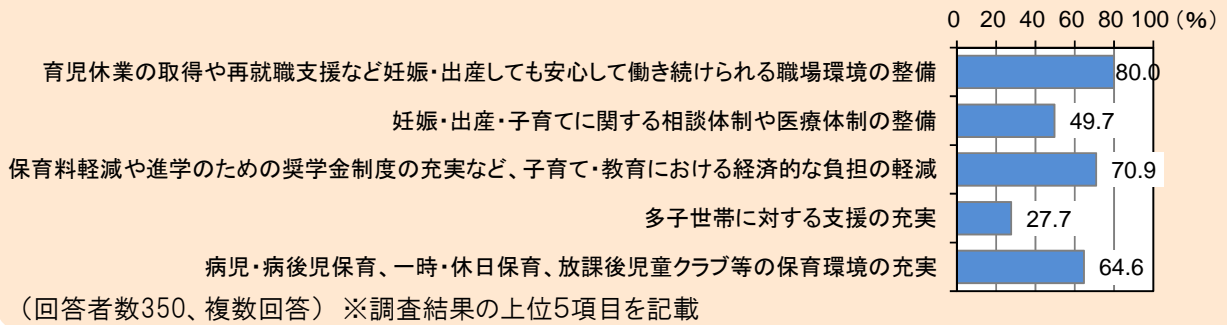 0 20 40 60 80 100 (%)
育児休業の取得や再就職支援など妊娠・出産しても安心して働き続けられる職場環境の整備 80.0
妊娠・出産・子育てに関する相談体制や医療体制の整備 49.7
保育料軽減や進学のための奨学金制度の充実など、子育て・教育における経済的な負担の軽減 70.9
多子世帯に対する支援の充実 27.7
病児・病後児保育、一時・休日保育、放課後児童クラブ等の保育環境の充実 64.6
（回答者数350、複数回答） ※調査結果の上位5項目を記載